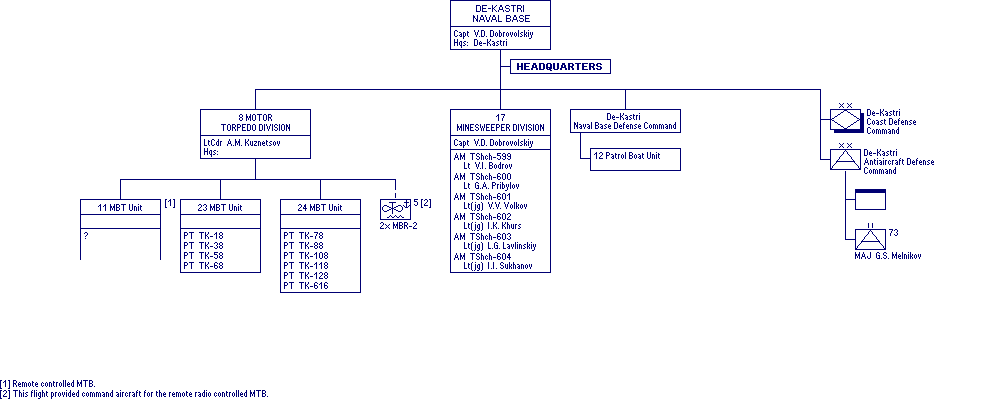 DE-KASTRI
NAVAL BASE
Capt V.D. Dobrovolskiy
Hqs: De-Kastri
HEADQUARTERS
8 MOTOR
TORPEDO DIVISION
LtCdr A.M. Kuznetsov
Hqs:
17
MINESWEEPER DIVISION
Capt V.D. Dobrovolskiy
AM TShch-599
Lt V.I. Bodrov
AM TShch-600
Lt G.A. Pribylov
AM TShch-601
Lt(jg) V.V. Volkov
AM TShch-602
Lt(jg) I.K. Khurs
AM TShch-603
Lt(jg) L.G. Lavlinskiy
AM TShch-604
Lt(jg) I.I. Sukhanov
De-Kastri
Naval Base Defense Command
12 Patrol Boat Unit
XX
De-Kastri
Coast Defense
Command
XX
De-Kastri
Antiaircraft Defense
Command
II
73
MAJ G.S. Melnikov
11 MBT Unit
[1]
?
23 MBT Unit
PT TK-18
PT TK-38
PT TK-58
PT TK-68
24 MBT Unit
PT TK-78
PT TK-88
PT TK-108
PT TK-118
PT TK-128
PT TK-616
5 [2]
2x MBR-2
[1] Remote controlled MTB.
[2] This flight provided command aircraft for the remote radio controlled MTB.